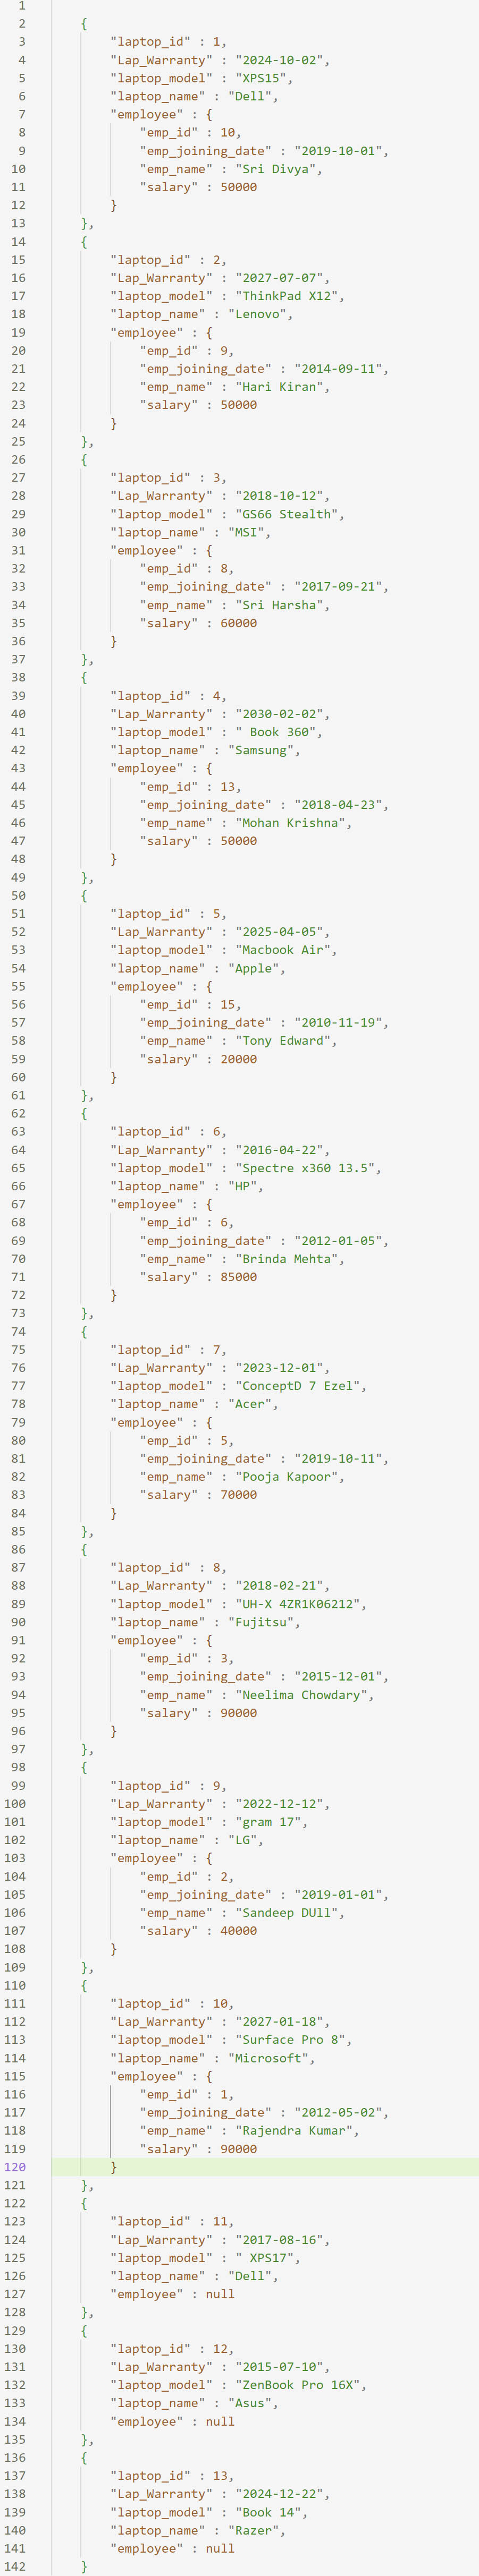 1
2 {
3 "laptop_id" : 1,
4 "Lap_Warranty" : "2024-10-02",
5 "laptop_model" : "XPS15",
6 "laptop_name" : "Dell",
7 "employee" : {
8 "emp_id" : 10,
9 "emp_joining_date" : "2019-10-01",
10 "emp_name" : "Sri Divya",
11 "salary" : 50000
12 }
13 },
14 {
15 "laptop_id" : 2,
16 "Lap_Warranty" : "2027-07-07",
17 "laptop_model" : "ThinkPad X12",
18 "laptop_name" : "Lenovo",
19 "employee" : {
20 "emp_id" : 9,
21 "emp_joining_date" : "2014-09-11",
22 "emp_name" : "Hari Kiran",
23 "salary" : 50000
24 }
25 },
26 {
27 "laptop_id" : 3,
28 "Lap_Warranty" : "2018-10-12",
29 "laptop_model" : "GS66 Stealth",
30 "laptop_name" : "MSI",
31 "employee" : {
32 "emp_id" : 8,
33 "emp_joining_date" : "2017-09-21",
34 "emp_name" : "Sri Harsha",
35 "salary" : 60000
36 }
37 },
38 {
39 "laptop_id" : 4,
40 "Lap_Warranty" : "2030-02-02",
41 "laptop_model" : " Book 360",
42 "laptop_name" : "Samsung",
43 "employee" : {
44 "emp_id" : 13,
45 "emp_joining_date" : "2018-04-23",
46 "emp_name" : "Mohan Krishna",
47 "salary" : 50000
48 }
49 },
50 {
51 "laptop_id" : 5,
52 "Lap_Warranty" : "2025-04-05",
53 "laptop_model" : "Macbook Air",
54 "laptop_name" : "Apple",
55 "employee" : {
56 "emp_id" : 15,
57 "emp_joining_date" : "2010-11-19",
58 "emp_name" : "Tony Edward",
59 "salary" : 20000
60 }
61 },
62 {
63 "laptop_id" : 6,
64 "Lap_Warranty" : "2016-04-22",
65 "laptop_model" : "Spectre x360 13.5",
66 "laptop_name" : "HP",
67 "employee" : {
68 "emp_id" : 6,
69 "emp_joining_date" : "2012-01-05",
70 "emp_name" : "Brinda Mehta",
71 "salary" : 85000
72 }
73 },
74 {
75 "laptop_id" : 7,
76 "Lap_Warranty" : "2023-12-01",
77 "laptop_model" : "ConceptD 7 Ezel",
78 "laptop_name" : "Acer",
79 "employee" : {
80 "emp_id" : 5,
81 "emp_joining_date" : "2019-10-11",
82 "emp_name" : "Pooja Kapoor",
83 "salary" : 70000
84 }
85 },
86 {
87 "laptop_id" : 8,
88 "Lap_Warranty" : "2018-02-21",
89 "laptop_model" : "UH-X 4ZR1K06212",
90 "laptop_name" : "Fujitsu",
91 "employee" : {
92 "emp_id" : 3,
93 "emp_joining_date" : "2015-12-01",
94 "emp_name" : "Neelima Chowdary",
95 "salary" : 90000
96 }
97 },
98 {
99 "laptop_id" : 9,
100 "Lap_Warranty" : "2022-12-12",
101 "laptop_model" : "gram 17",
102 "laptop_name" : "LG",
103 "employee" : {
104 "emp_id" : 2,
105 "emp_joining_date" : "2019-01-01",
106 "emp_name" : "Sandeep DUll",
107 "salary" : 40000
108 }
109 },
110 {
111 "laptop_id" : 10,
112 "Lap_Warranty" : "2027-01-18",
113 "laptop_model" : "Surface Pro 8",
114 "laptop_name" : "Microsoft",
115 "employee" : {
116 "emp_id" : 1,
117 "emp_joining_date" : "2012-05-02",
118 "emp_name" : "Rajendra Kumar",
119 "salary" : 90000
120 }
121 },
122 {
123 "laptop_id" : 11,
124 "Lap_Warranty" : "2017-08-16",
125 "laptop_model" : " XPS17",
126 "laptop_name" : "Dell",
127 "employee" : null
128 },
129 {
130 "laptop_id" : 12,
131 "Lap_Warranty" : "2015-07-10",
132 "laptop_model" : "ZenBook Pro 16X",
133 "laptop_name" : "Asus",
134 "employee" : null
135 },
136 {
137 "laptop_id" : 13,
138 "Lap_Warranty" : "2024-12-22",
139 "laptop_model" : "Book 14",
140 "laptop_name" : "Razer",
141 "employee" : null
142 }